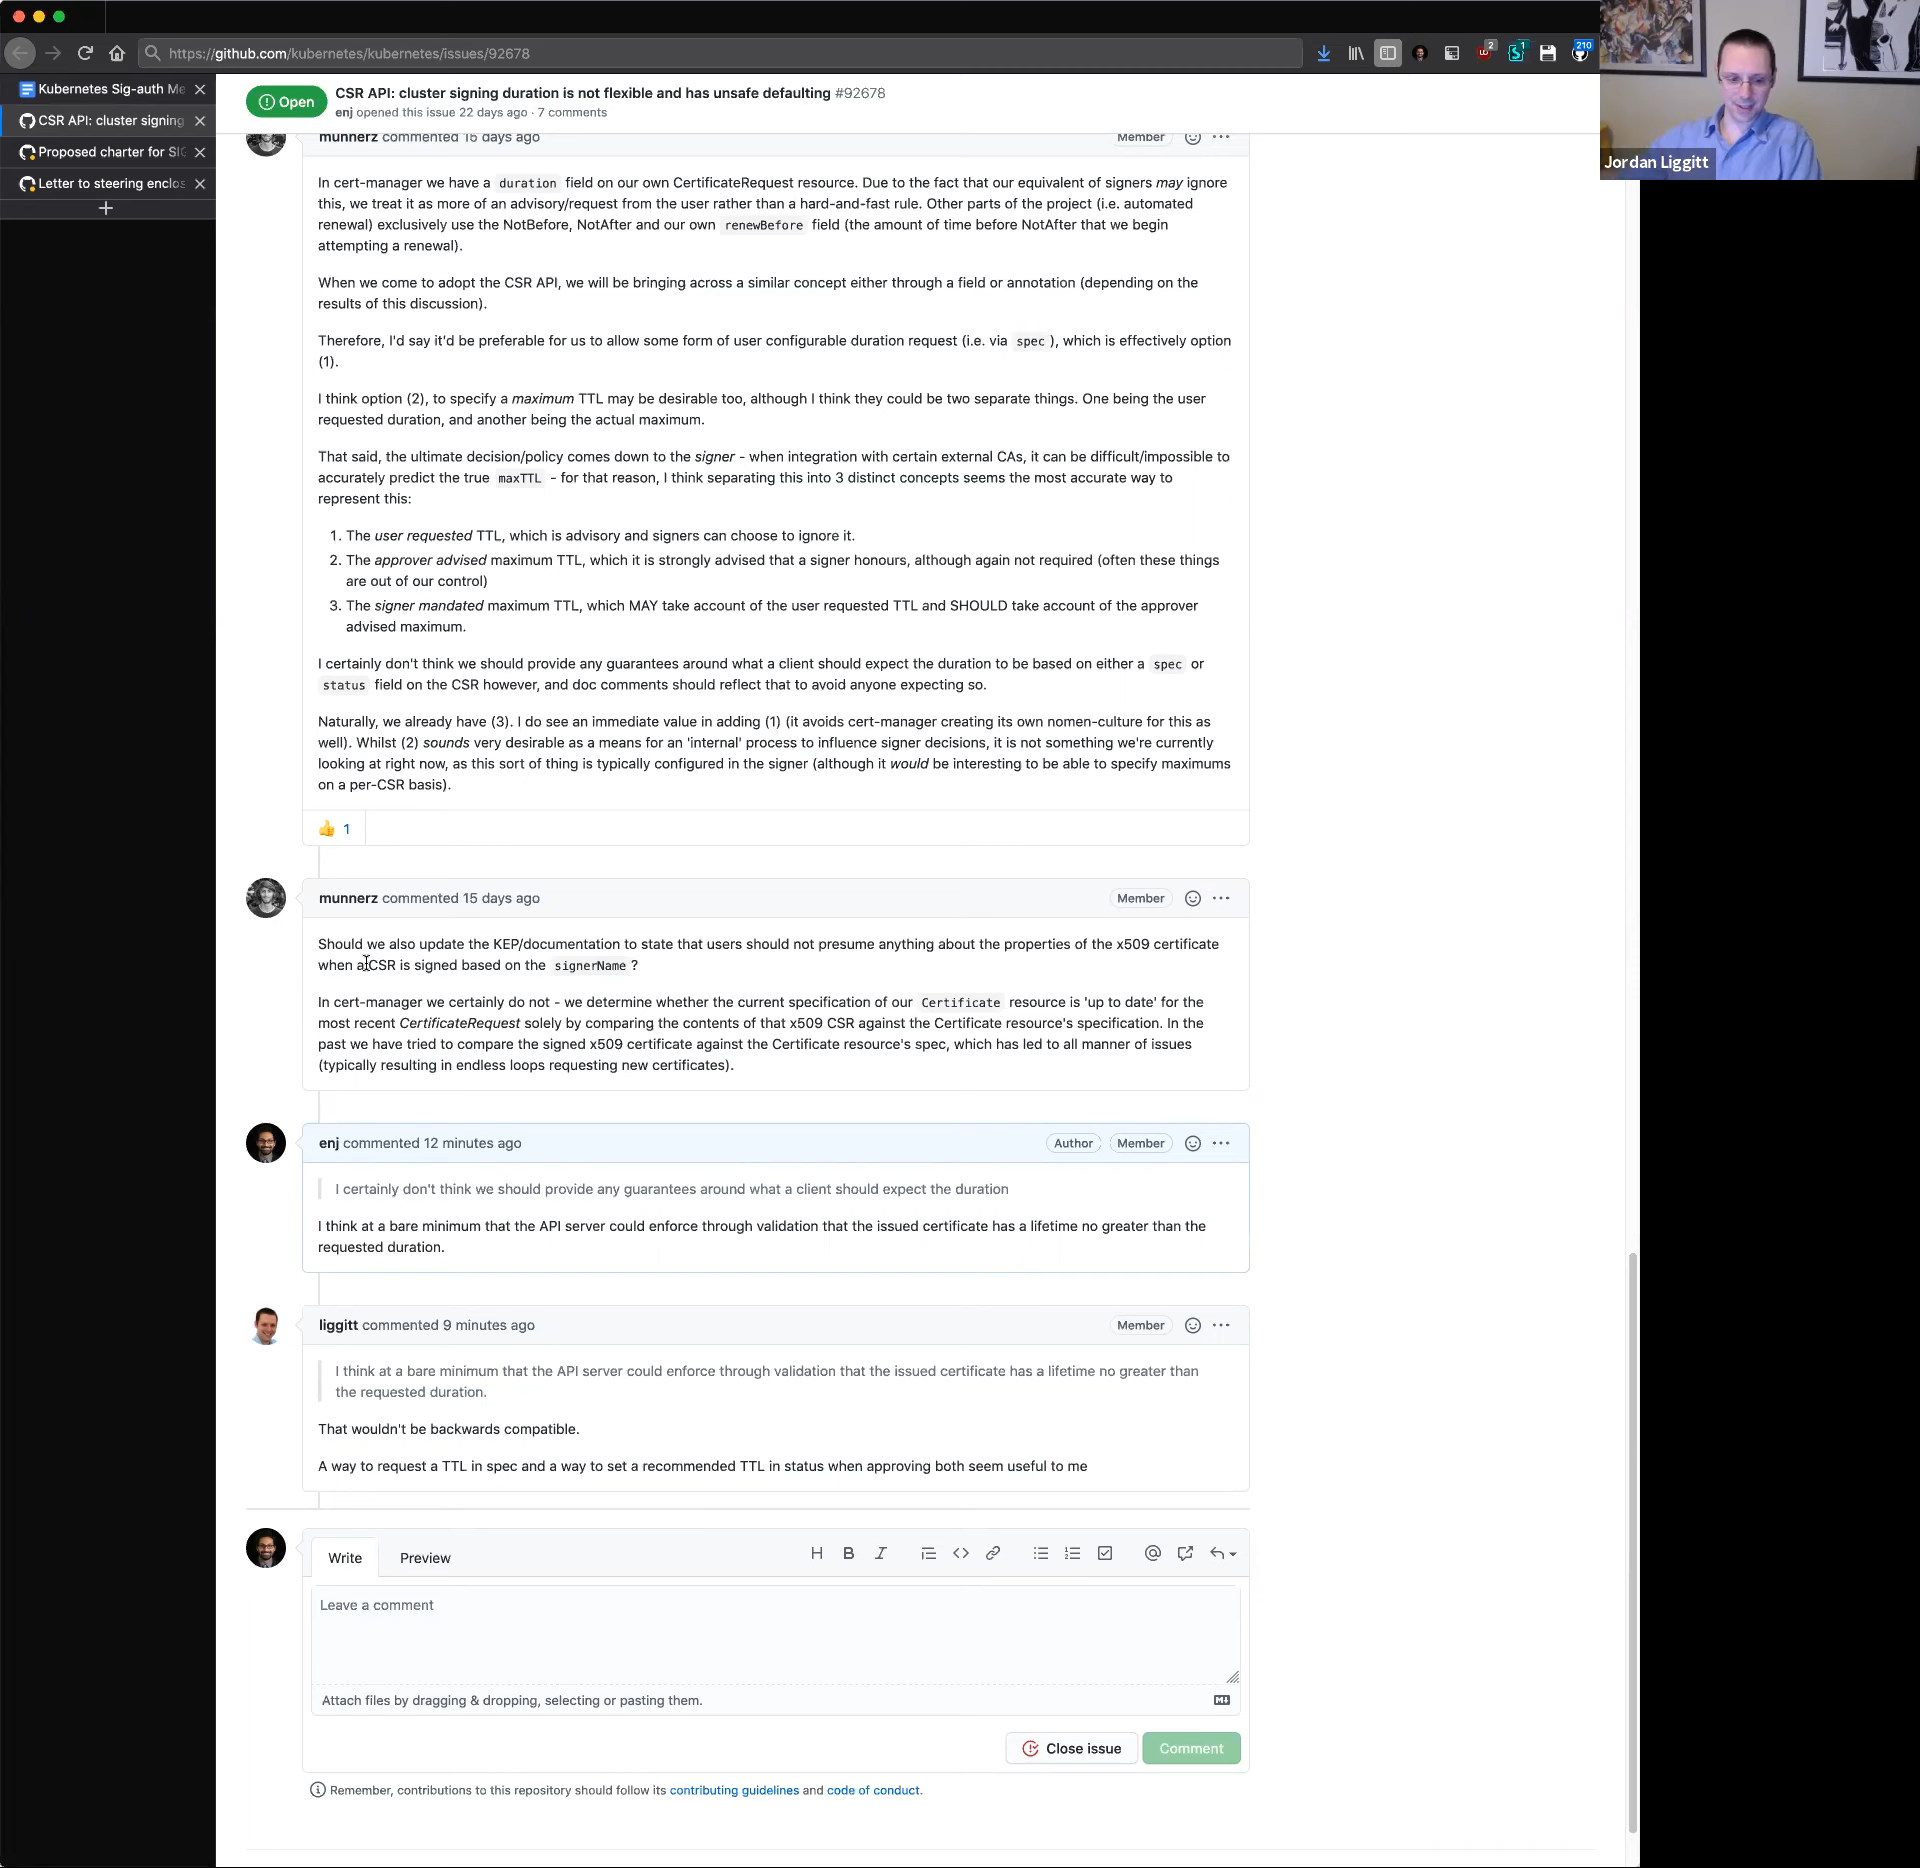 https://github.com/kubernetes/kubernetes/issues/92678
2
1
210
Kubernetes Sig-auth Me
CSR API: cluster signing
Proposed charter for SIG
Letter to steering enclos
Jordan Liggitt
Open
CSR API: cluster signing duration is not flexible and has unsafe defaulting #92678
enj opened this issue 22 days ago · 7 comments
munnerz commented 15 days ago
Member
In cert-manager we have a duration field on our own CertificateRequest resource. Due to the fact that our equivalent of signers may ignore
this, we treat it as more of an advisory/request from the user rather than a hard-and-fast rule. Other parts of the project (i.e. automated
renewal) exclusively use the NotBefore, NotAfter and our own renewBefore field (the amount of time before NotAfter that we begin
attempting a renewal).
When we come to adopt the CSR API, we will be bringing across a similar concept either through a field or annotation (depending on the
results of this discussion).
Therefore, I'd say it'd be preferable for us to allow some form of user configurable duration request (i.e. via spec ), which is effectively option
(1).
I think option (2), to specify a maximum TTL may be desirable too, although I think they could be two separate things. One being the user
requested duration, and another being the actual maximum.
That said, the ultimate decision/policy comes down to the signer - when integration with certain external CAs, it can be difficult/impossible to
accurately predict the true maxTTL - for that reason, I think separating this into 3 distinct concepts seems the most accurate way to
represent this:
1. The user requested TTL, which is advisory and signers can choose to ignore it.
2. The approver advised maximum TTL, which it is strongly advised that a signer honours, although again not required (often these things
are out of our control)
3. The signer mandated maximum TTL, which MAY take account of the user requested TTL and SHOULD take account of the approver
advised maximum.
I certainly don't think we should provide any guarantees around what a client should expect the duration to be based on either a spec or
status field on the CSR however, and doc comments should reflect that to avoid anyone expecting so.
Naturally, we already have (3). I do see an immediate value in adding (1) (it avoids cert-manager creating its own nomen-culture for this as
well). Whilst (2) sounds very desirable as a means for an 'internal' process to influence signer decisions, it is not something we're currently
looking at right now, as this sort of thing is typically configured in the signer (although it would be interesting to be able to specify maximums
on a per-CSR basis).
👍 1
munnerz commented 15 days ago
Member
Should we also update the KEP/documentation to state that users should not presume anything about the properties of the x509 certificate
when a CSR is signed based on the signerName ?
In cert-manager we certainly do not - we determine whether the current specification of our Certificate resource is 'up to date' for the
most recent CertificateRequest solely by comparing the contents of that x509 CSR against the Certificate resource's specification. In the
past we have tried to compare the signed x509 certificate against the Certificate resource's spec, which has led to all manner of issues
(typically resulting in endless loops requesting new certificates).
enj commented 12 minutes ago
Author Member
I certainly don't think we should provide any guarantees around what a client should expect the duration
I think at a bare minimum that the API server could enforce through validation that the issued certificate has a lifetime no greater than the
requested duration.
liggitt commented 9 minutes ago
Member
I think at a bare minimum that the API server could enforce through validation that the issued certificate has a lifetime no greater than
the requested duration.
That wouldn't be backwards compatible.
A way to request a TTL in spec and a way to set a recommended TTL in status when approving both seem useful to me
Write Preview
Leave a comment
Attach files by dragging & dropping, selecting or pasting them.
Close issue
Comment
Remember, contributions to this repository should follow its contributing guidelines and code of conduct.